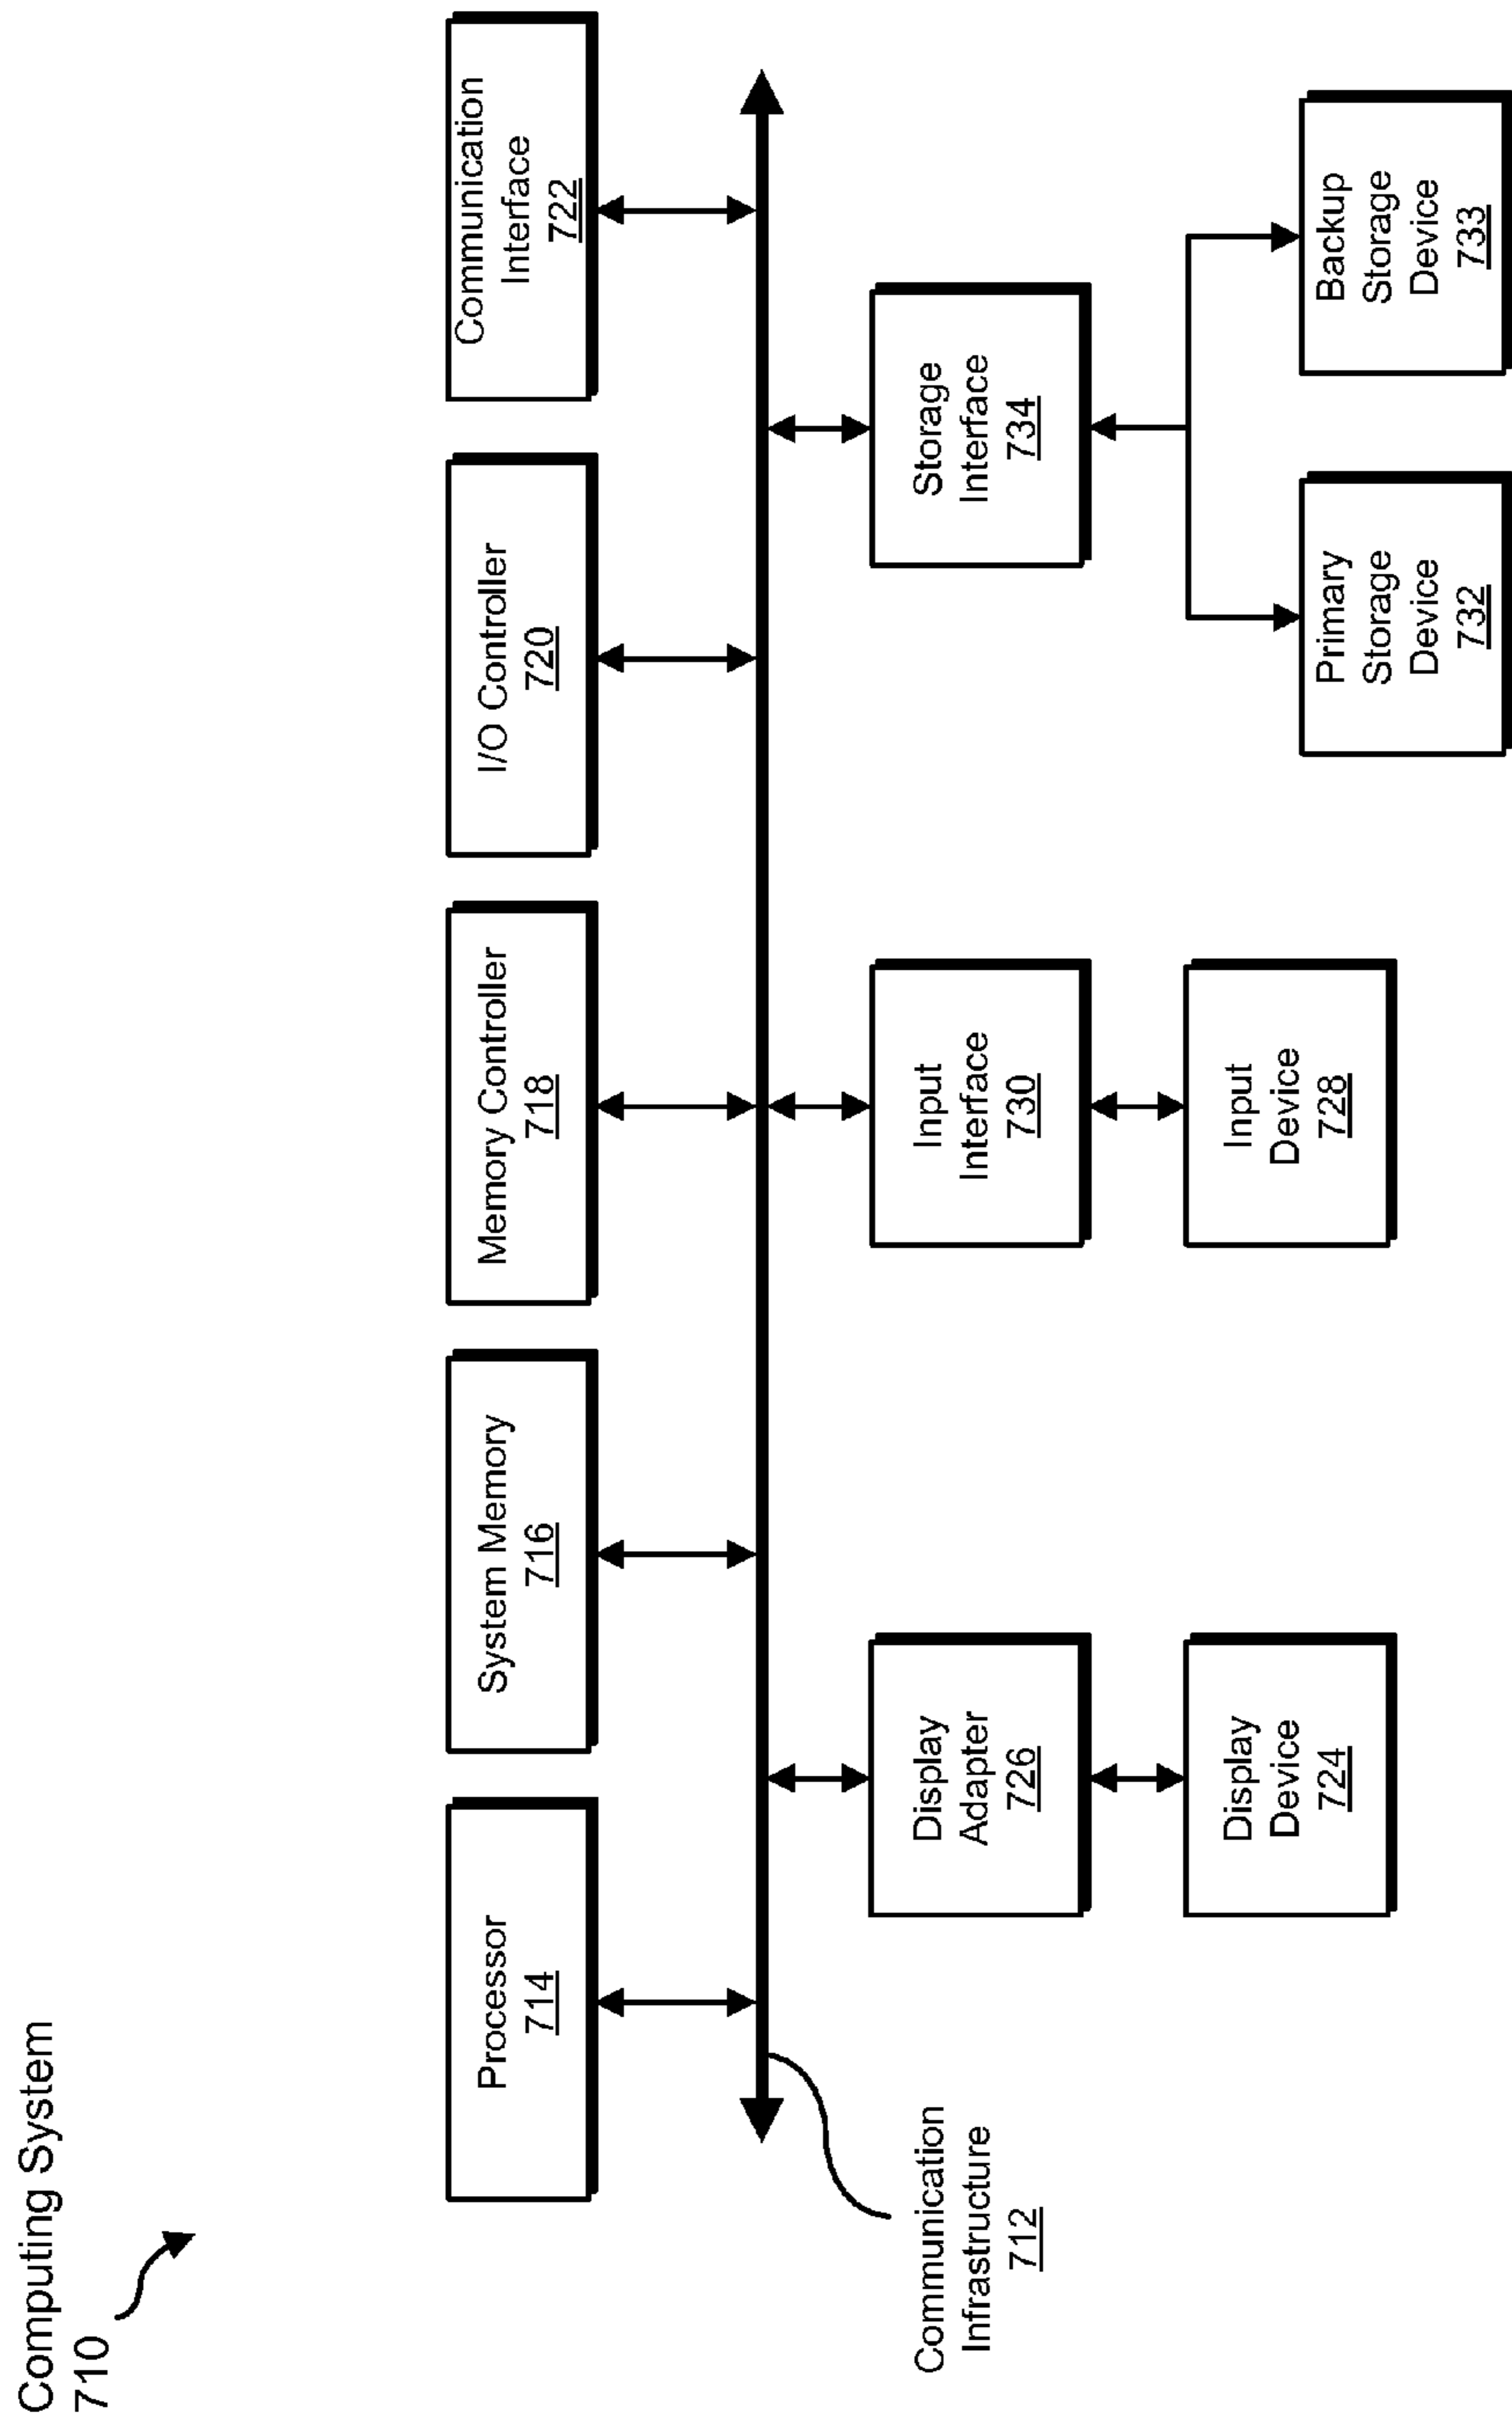 Computing System
710
Processor
714
System Memory
716
Memory Controller
718
I/O Controller
720
Communication
Interface
722
Communication
Infrastructure
712
Display
Adapter
726
Input
Interface
730
Storage
Interface
734
Display
Device
724
Input
Device
728
Primary
Storage
Device
732
Backup
Storage
Device
733